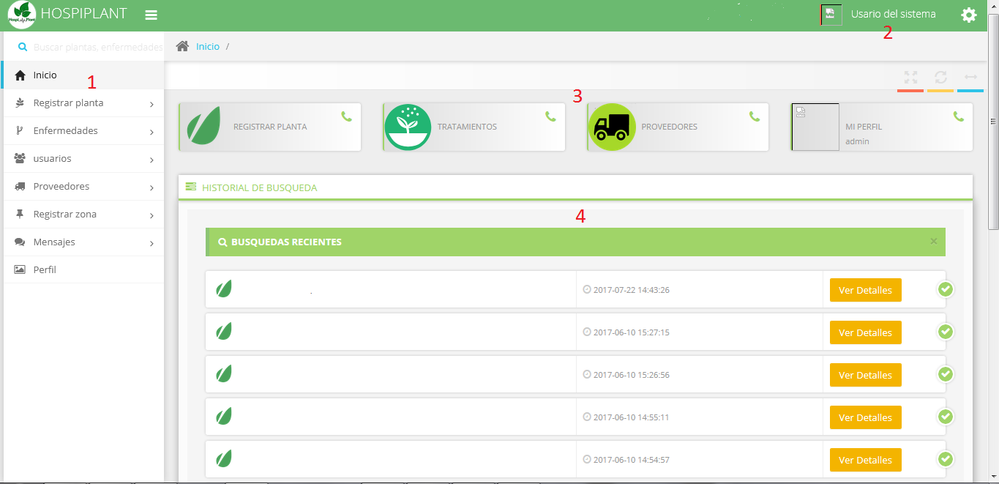 HOSPIPLANT
Usario del sistema
2
Buscar plantas, enfermedades
Inicio /
Inicio
1
Registrar planta
Enfermedades
usuarios
Proveedores
Registrar zona
Mensajes
Perfil
3
REGISTRAR PLANTA
TRATAMIENTOS
PROVEEDORES
MI PERFIL
admin
HISTORIAL DE BUSQUEDA
4
BUSQUEDAS RECIENTES ×
2017-07-22 14:43:26 Ver Detalles
2017-06-10 15:27:15 Ver Detalles
2017-06-10 15:26:56 Ver Detalles
2017-06-10 14:55:11 Ver Detalles
2017-06-10 14:54:57 Ver Detalles